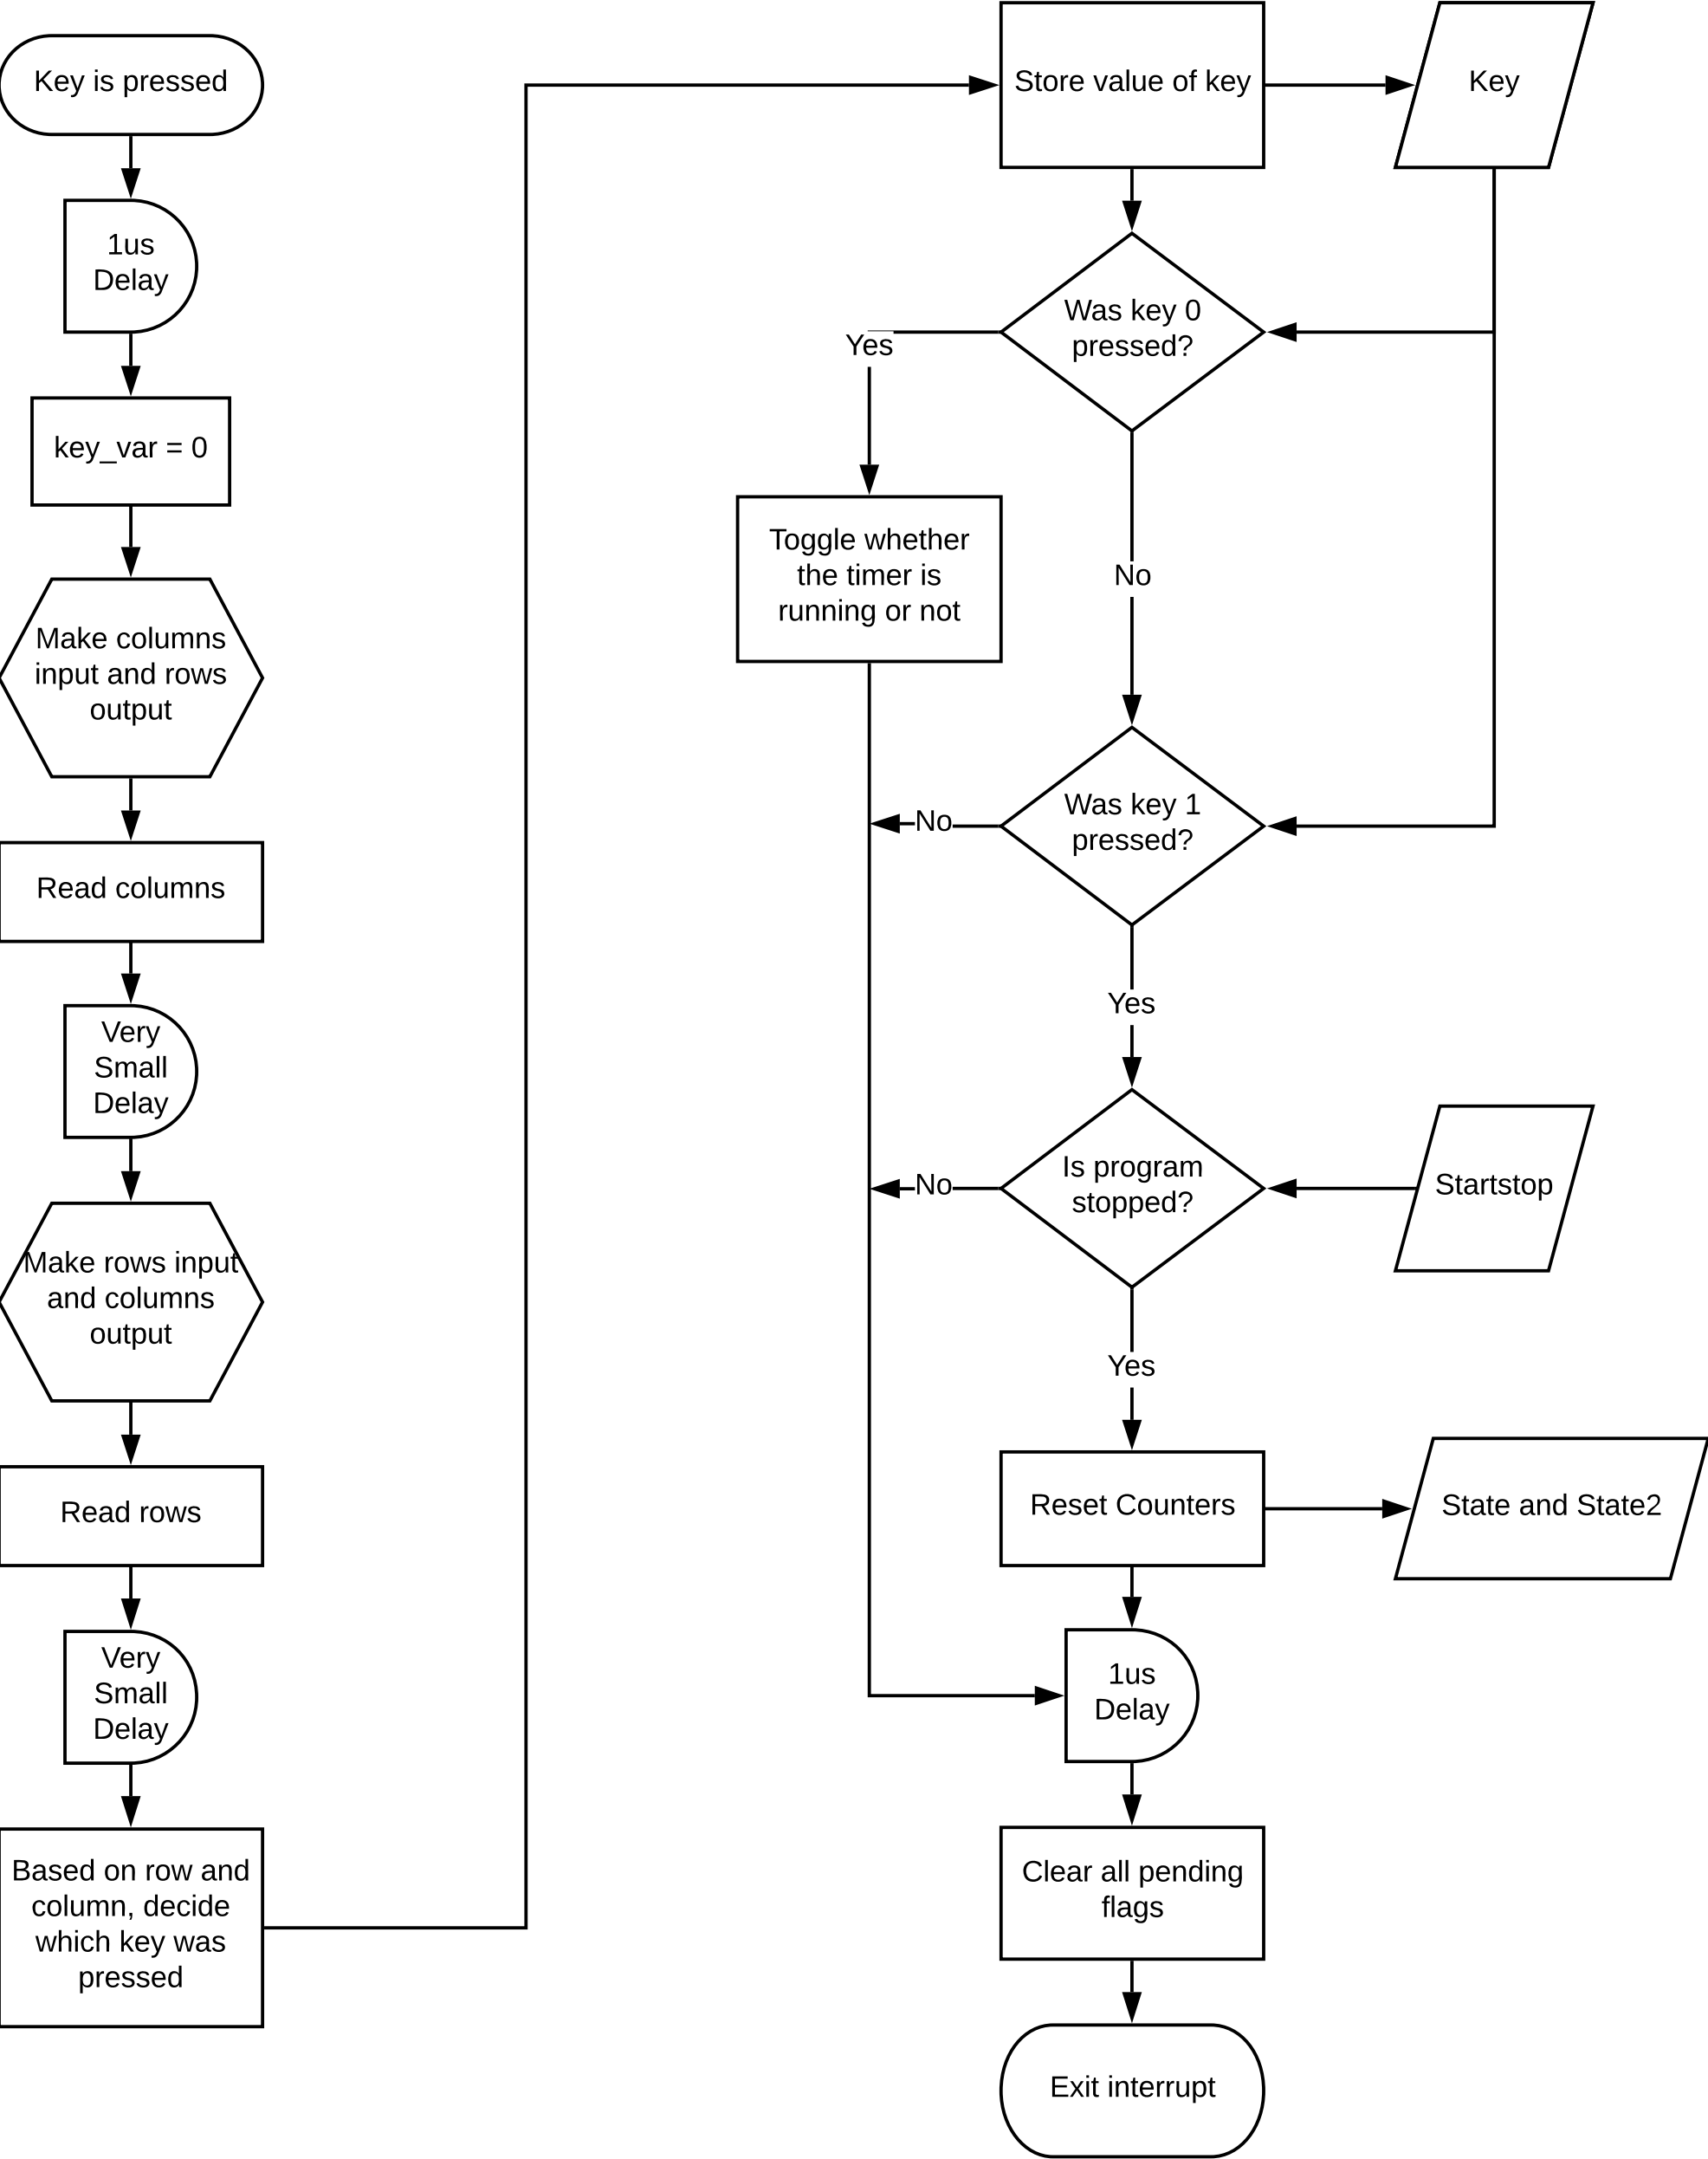 Key is pressed
1us
Delay
key_var = 0
Make columns
input and rows
output
Read columns
Very
Small
Delay
Make rows input
and columns
output
Read rows
Very
Small
Delay
Based on row and
column, decide
which key was
pressed
Store value of key
Key
Was key 0
pressed?
Yes
Toggle whether
the timer is
running or not
No
Was key 1
pressed?
No
Yes
Is program
stopped?
No
Startstop
Yes
Reset Counters
State and State2
1us
Delay
Clear all pending
flags
Exit interrupt